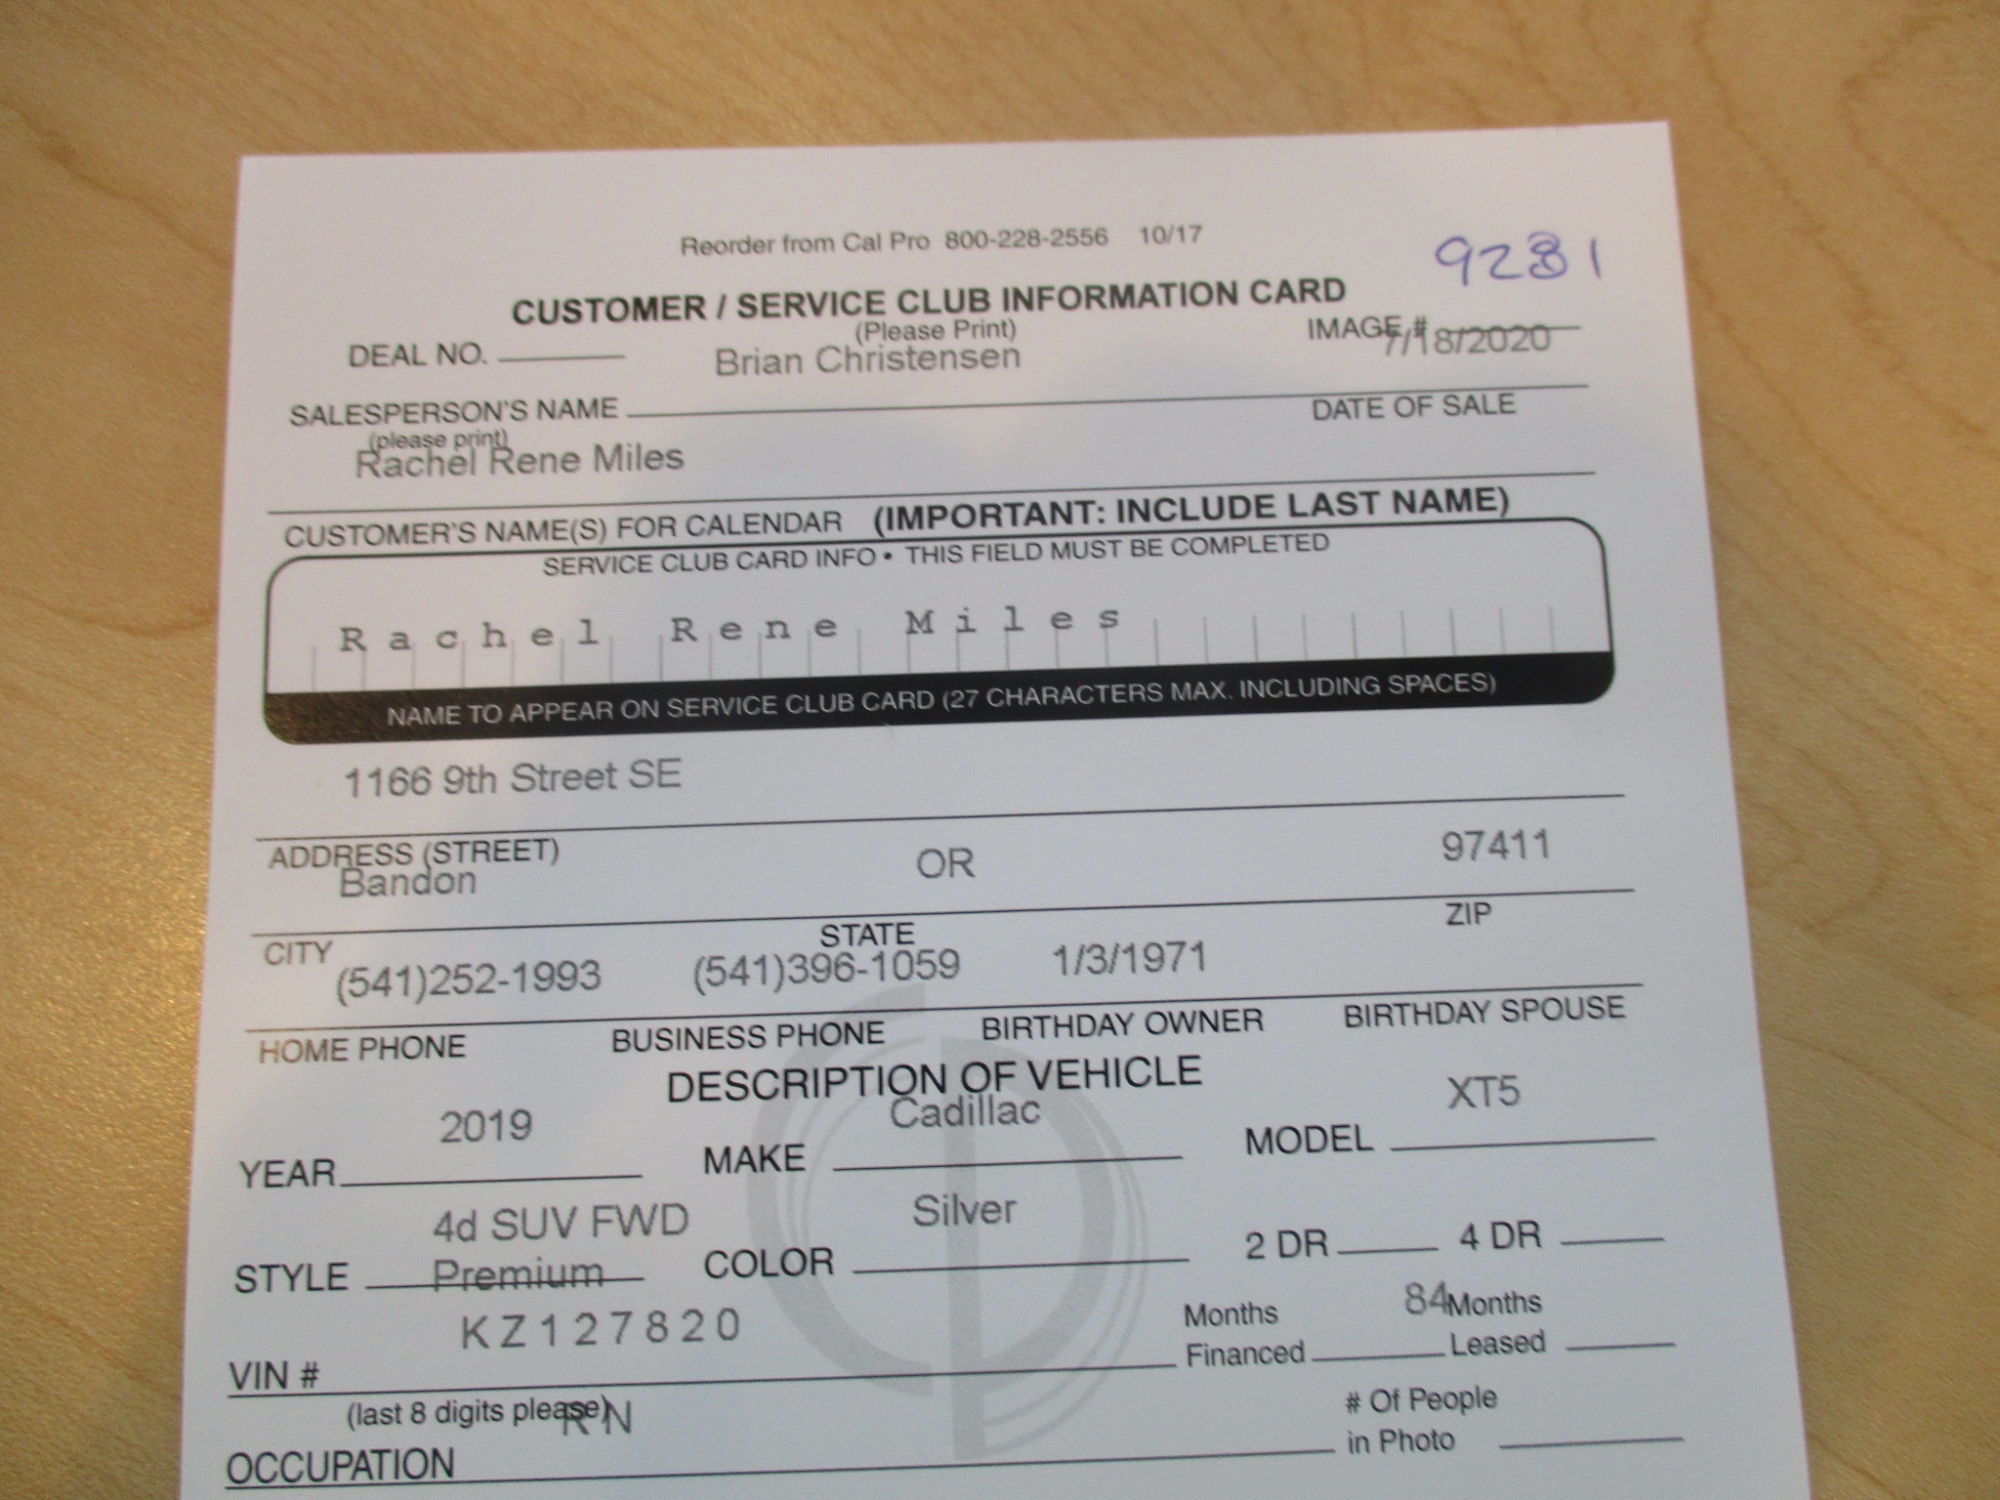 Reorder from Cal Pro 800-228-2556 10/17
9281
CUSTOMER / SERVICE CLUB INFORMATION CARD
(Please Print)
DEAL NO. Brian Christensen IMAGE # 7/18/2020
SALESPERSON'S NAME DATE OF SALE
(please print)
Rachel Rene Miles
CUSTOMER'S NAME(S) FOR CALENDAR (IMPORTANT: INCLUDE LAST NAME)
SERVICE CLUB CARD INFO • THIS FIELD MUST BE COMPLETED
Rachel Rene Miles
NAME TO APPEAR ON SERVICE CLUB CARD (27 CHARACTERS MAX. INCLUDING SPACES)
1166 9th Street SE
ADDRESS (STREET)
Bandon OR 97411
CITY STATE ZIP
(541)252-1993 (541)396-1059 1/3/1971
HOME PHONE BUSINESS PHONE BIRTHDAY OWNER BIRTHDAY SPOUSE
DESCRIPTION OF VEHICLE
2019 Cadillac XT5
YEAR MAKE MODEL
4d SUV FWD Silver
STYLE Premium COLOR 2 DR 4 DR
KZ127820 Months 84 Months
VIN # Financed Leased
(last 8 digits please) RN # Of People
OCCUPATION in Photo